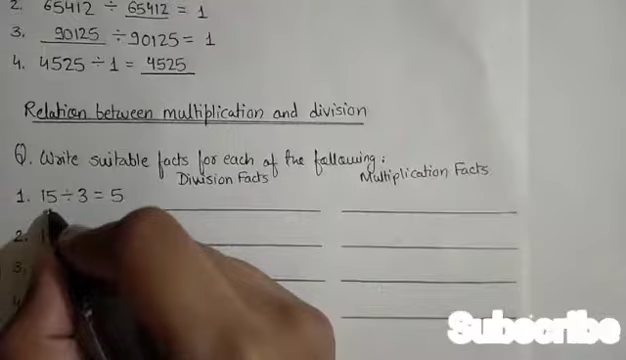 2. 65412 ÷ 65412 = 1
3. 90125 ÷ 90125 = 1
4. 4525 ÷ 1 = 4525
Relation between multiplication and division
Q. Write suitable facts for each of the following:
Division Facts Multiplication Facts
1. 15 ÷ 3 = 5
2. 1
3.
Subscribe